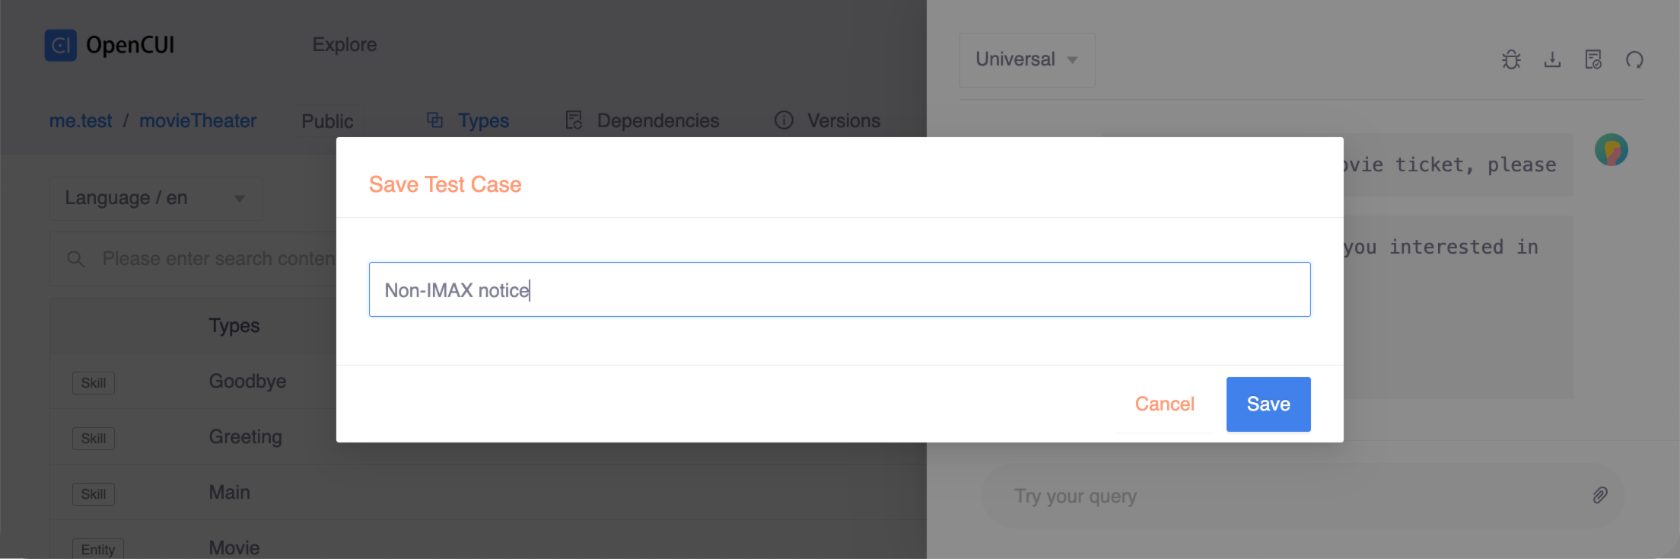 OpenCUI
Explore
Universal
me.test / movieTheater
Public
Types
Dependencies
Versions
ticket, please
Save Test Case
Language / en
you interested in
Please enter search
Non-IMAX notice
Types
Skill
Goodbye
Cancel
Save
Skill
Greeting
Skill
Main
Try your query
Entity
Movie